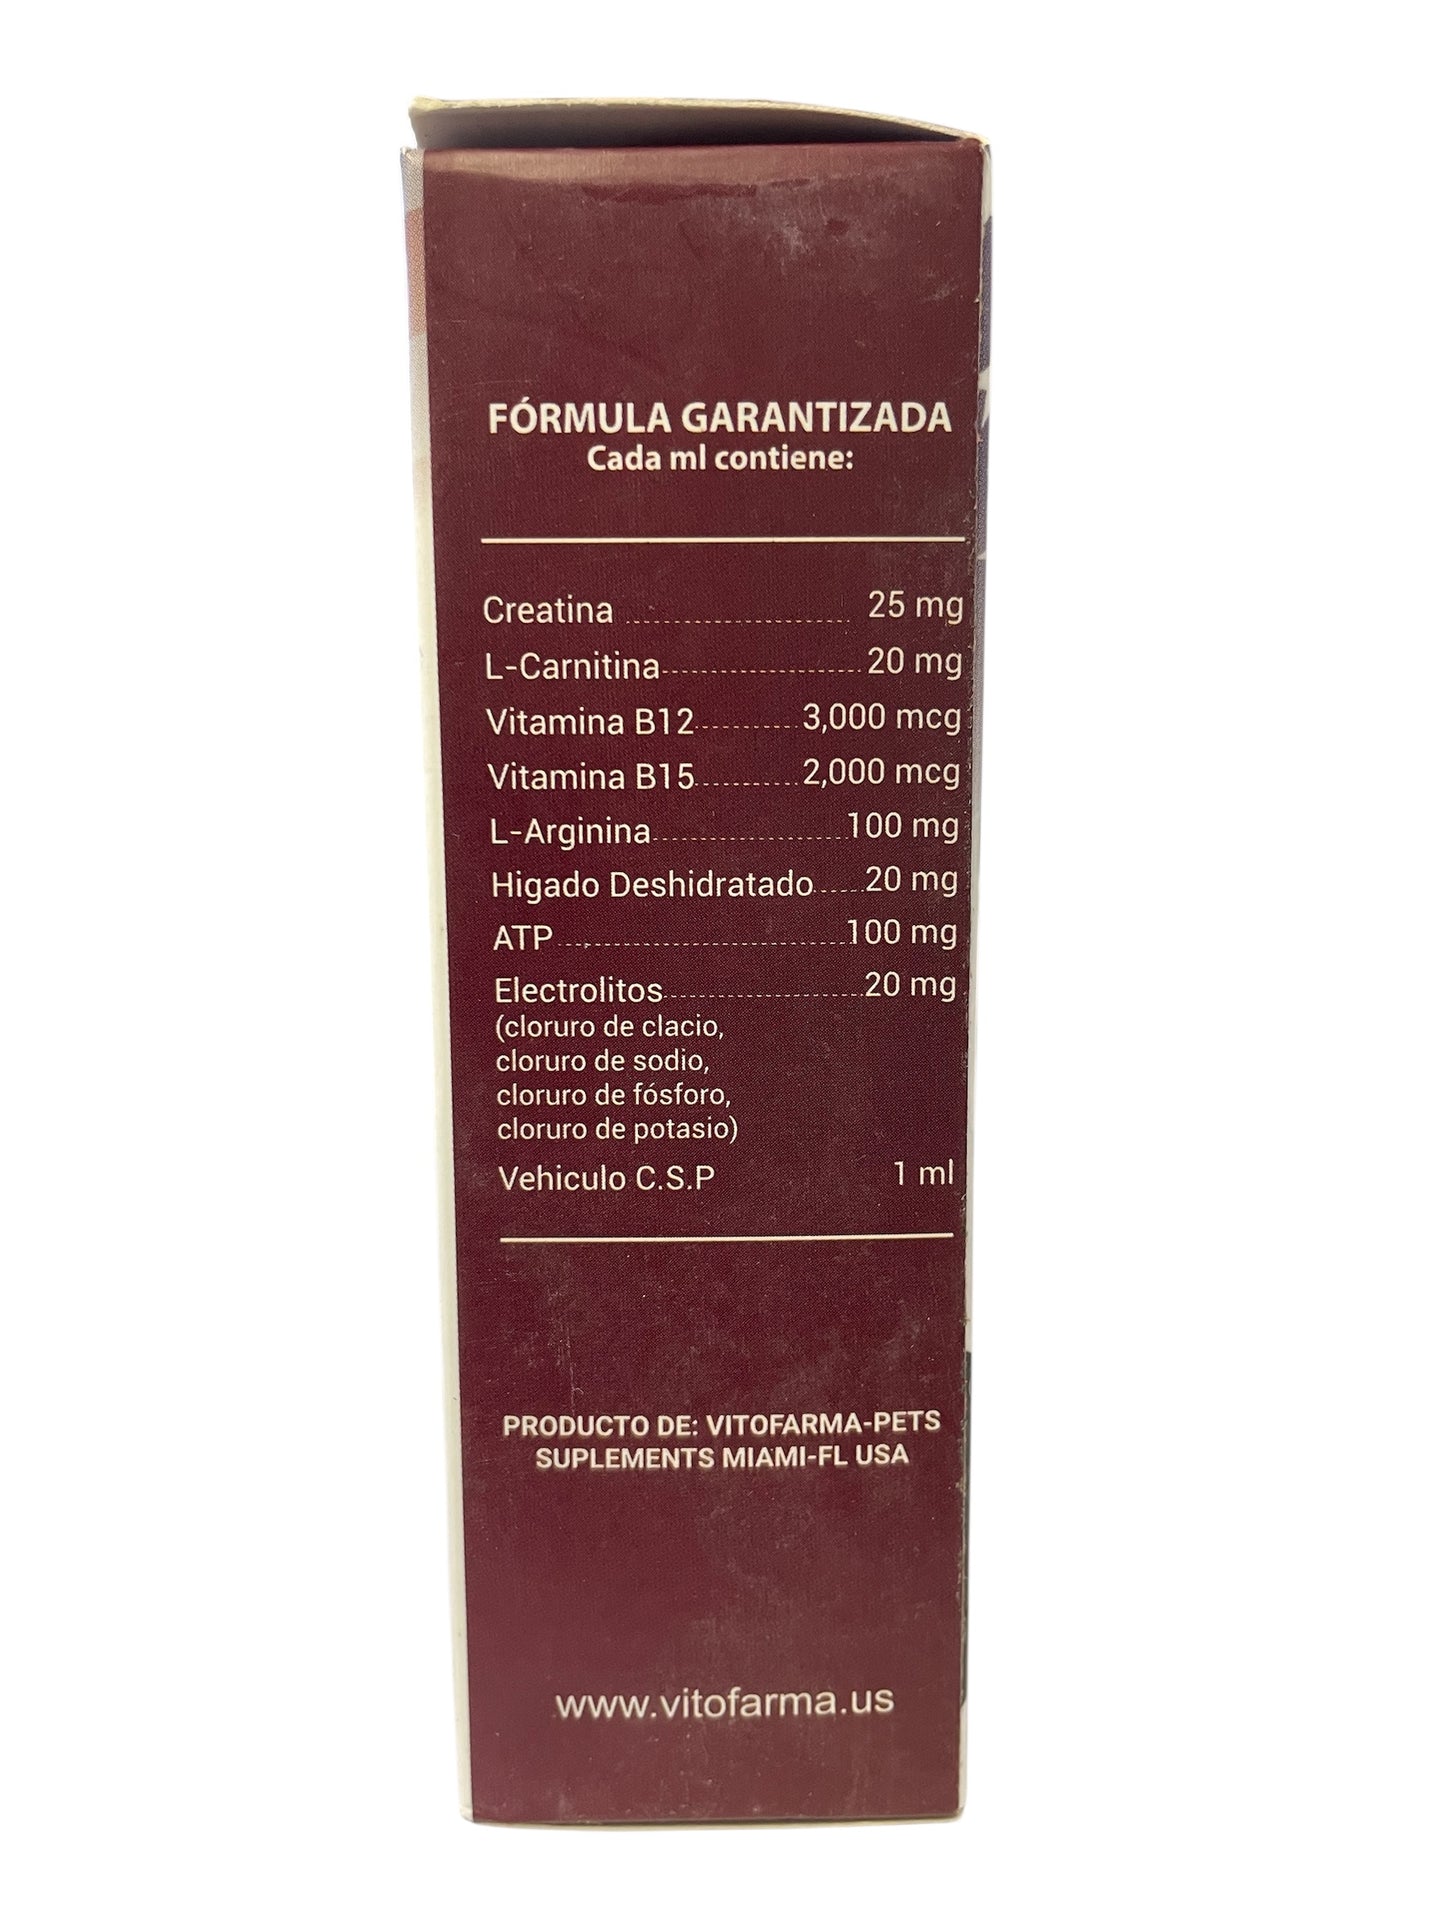 FÓRMULA GARANTIZADA
Cada ml contiene:
Creatina 25 mg
L-Carnitina 20 mg
Vitamina B12 3,000 mcg
Vitamina B15 2,000 mcg
L-Arginina 100 mg
Higado Deshidratado 20 mg
ATP 100 mg
Electrolitos 20 mg
(cloruro de clacio,
cloruro de sodio,
cloruro de fósforo,
cloruro de potasio)
Vehiculo C.S.P 1 ml
PRODUCTO DE: VITOFARMA-PETS
SUPLEMENTS MIAMI-FL USA
www.vitofarma.us